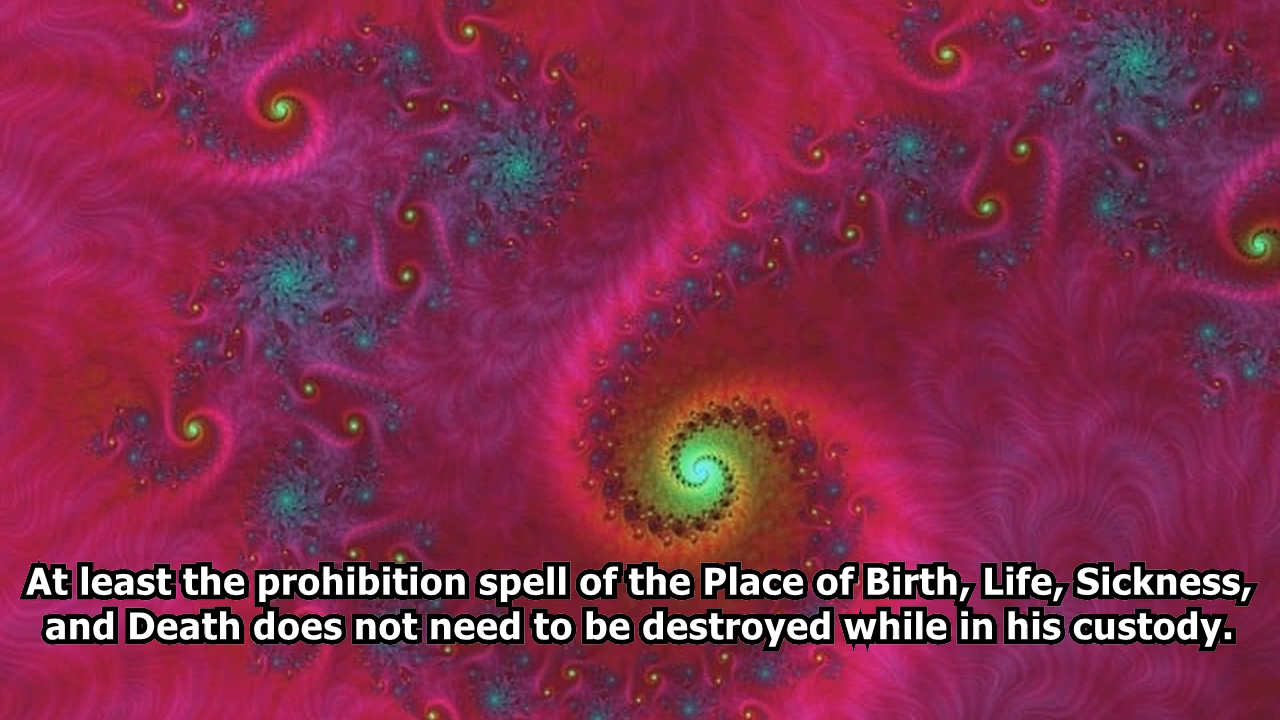 At least the prohibition spell of the Place of Birth, Life, Sickness,
and Death does not need to be destroyed while in his custody.